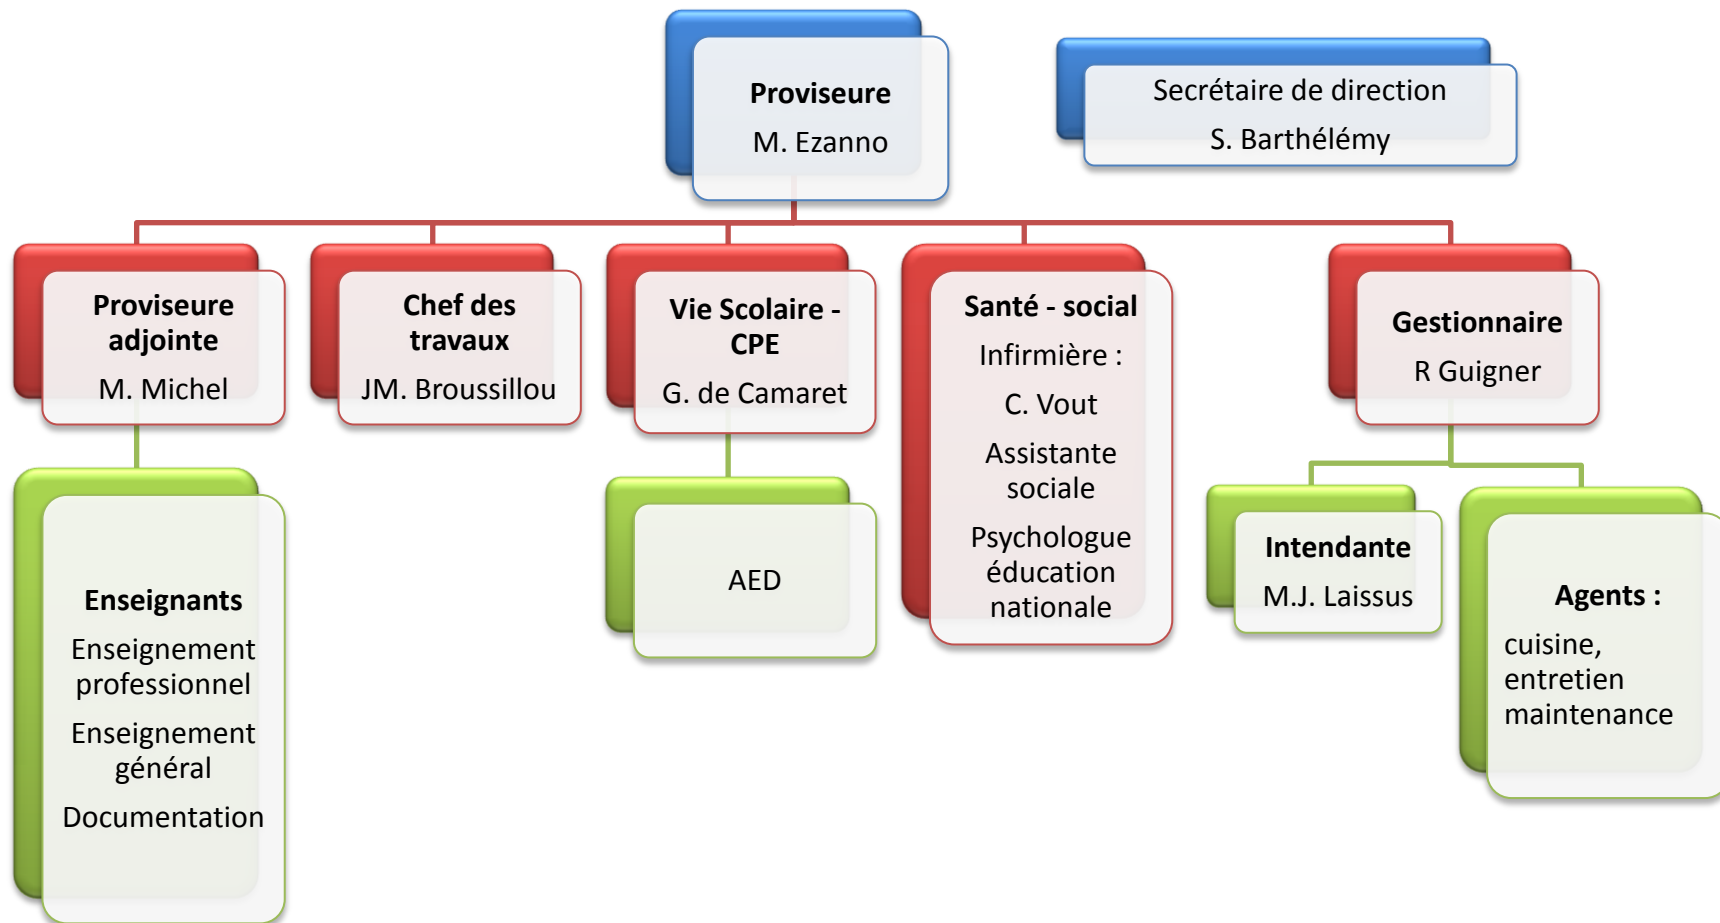 Proviseure
M. Ezanno
Secrétaire de direction
S. Barthélémy
Proviseure
adjointe
M. Michel
Chef des
travaux
JM. Broussillou
Vie Scolaire -
CPE
G. de Camaret
Santé - social
Infirmière :
C. Vout
Assistante
sociale
Psychologue
éducation
nationale
Gestionnaire
R Guigner
Enseignants
Enseignement
professionnel
Enseignement
général
Documentation
AED
Intendante
M.J. Laissus
Agents :
cuisine,
entretien
maintenance